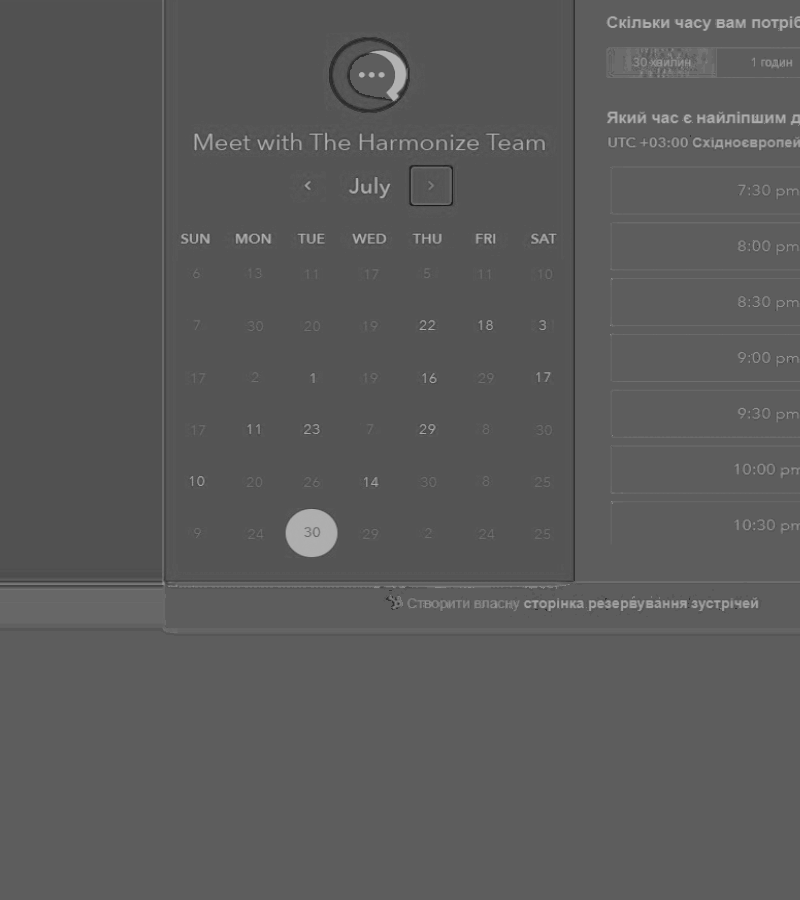 Meet with The Harmonize Team
July
SUN MON TUE WED THU FRI SAT
6 13 11 17 5 11 10
7 30 20 19 22 18 3
17 2 1 19 16 29 17
17 11 23 7 29 8 30
10 20 26 14 30 8 25
9 24 30 29 2 24 25
Скільки часу вам потріб
30 хвилин 1 годин
Який час є найліпшим д
UTC +03:00 Східноєвропей
7:30 pm
8:00 pm
8:30 pm
9:00 pm
9:30 pm
10:00 pm
10:30 pm
Створити власну сторінка резервування зустрічей